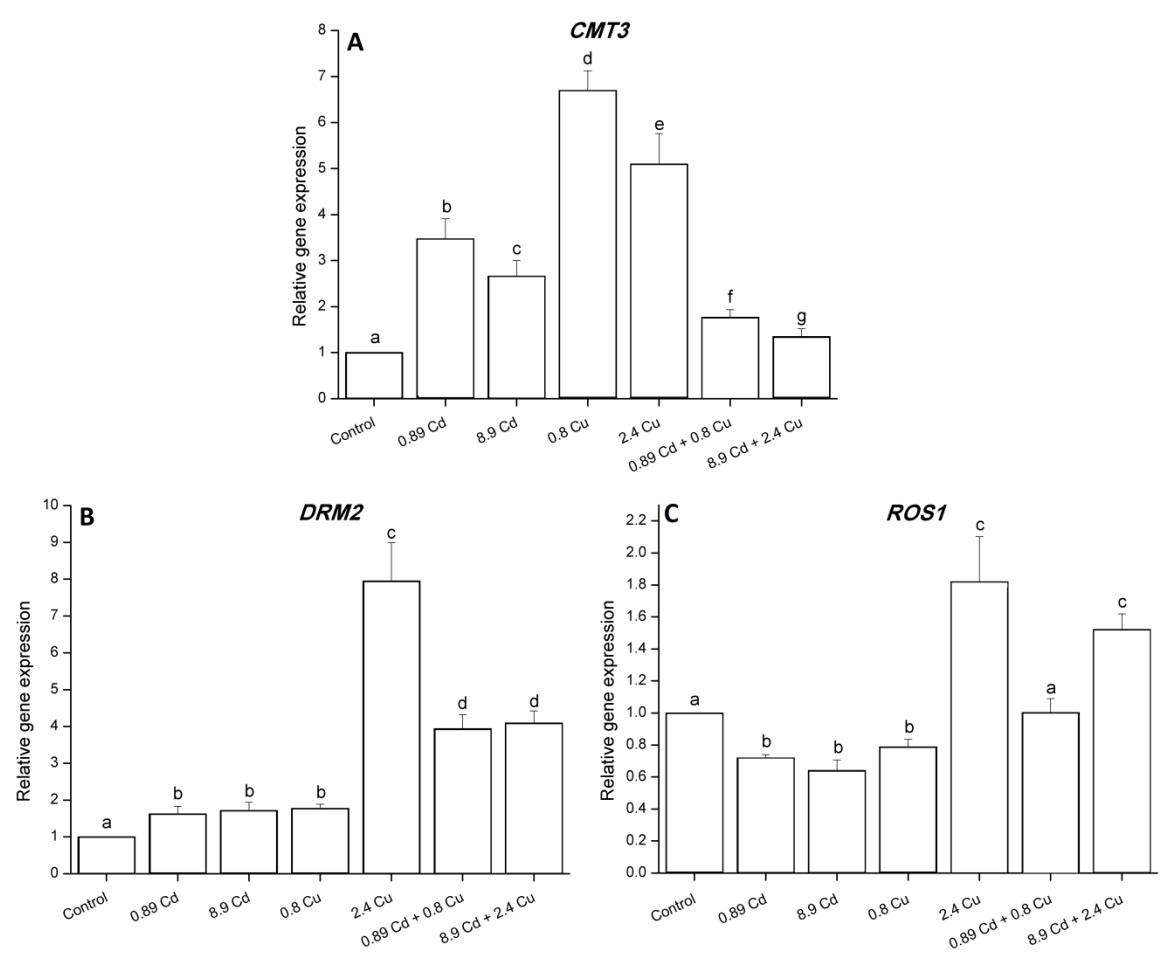 A
CMT3
Relative gene expression
8
7
6
5
4
3
2
1
0
a
b
c
d
e
f
g
Control
0.89 Cd
8.9 Cd
0.8 Cu
2.4 Cu
0.89 Cd + 0.8 Cu
8.9 Cd + 2.4 Cu
B
DRM2
Relative gene expression
10
9
8
7
6
5
4
3
2
1
0
a
b
b
b
c
d
d
Control
0.89 Cd
8.9 Cd
0.8 Cu
2.4 Cu
0.89 Cd + 0.8 Cu
8.9 Cd + 2.4 Cu
C
ROS1
Relative gene expression
2.2
2.0
1.8
1.6
1.4
1.2
1.0
0.8
0.6
0.4
0.2
0.0
a
b
b
b
c
a
c
Control
0.89 Cd
8.9 Cd
0.8 Cu
2.4 Cu
0.89 Cd + 0.8 Cu
8.9 Cd + 2.4 Cu